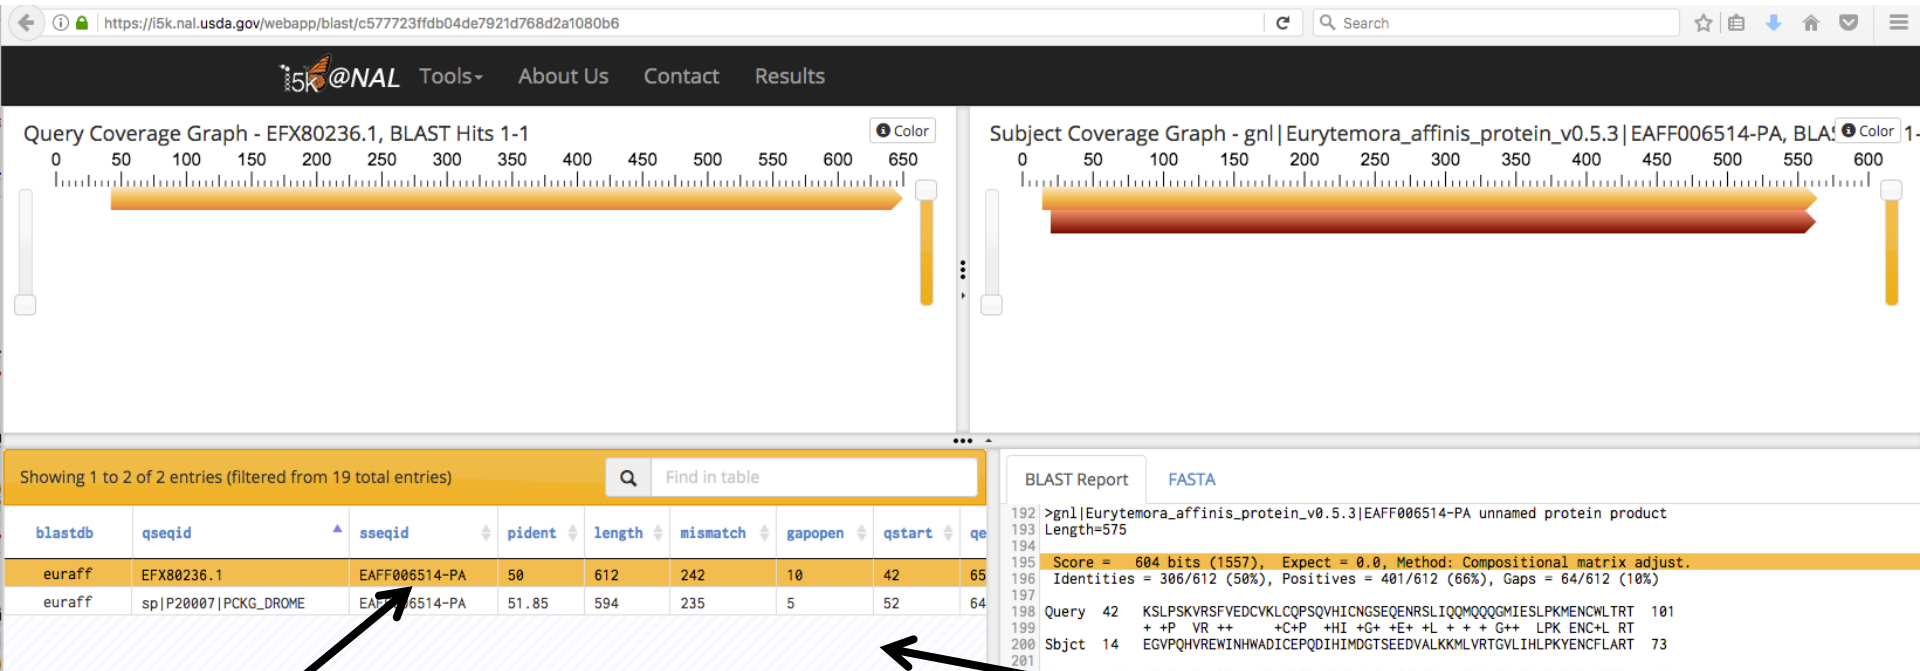 https://i5k.nal.usda.gov/webapp/blast/c577723ffdb04de7921d768d2a1080b6
Search
i5k@NAL Tools About Us Contact Results
Query Coverage Graph - EFX80236.1, BLAST Hits 1-1
Color
0 50 100 150 200 250 300 350 400 450 500 550 600 650
Subject Coverage Graph - gnl|Eurytemora_affinis_protein_v0.5.3|EAFF006514-PA, BLAS
Color
1-
0 50 100 150 200 250 300 350 400 450 500 550 600
Showing 1 to 2 of 2 entries (filtered from 19 total entries)
Find in table
blastdb qseqid sseqid pident length mismatch gapopen qstart qe
euraff EFX80236.1 EAFF006514-PA 50 612 242 10 42 65
euraff sp|P20007|PCKG_DROME 51.85 594 235 5 52 64
BLAST Report FASTA
192 >gnl|Eurytemora_affinis_protein_v0.5.3|EAFF006514-PA unnamed protein product
193 Length=575
194
195 Score = 604 bits (1557), Expect = 0.0, Method: Compositional matrix adjust.
196 Identities = 306/612 (50%), Positives = 401/612 (66%), Gaps = 64/612 (10%)
197
198 Query 42 KSLPSKVRSFVEDCVKLCQPSQVHICNGSEQENRSLIQQMQQQGMIESLPKMENCWLTRT 101
199 + +P VR ++ +C+P +HI +G+ +E+ +L + + + G++ LPK ENC+L RT
200 Sbjct 14 EGVPQHVREWINHWADICEPQDIHIMDGTSEEDVALKKMLVRTGVLIHLPKYENCFLART 73
201